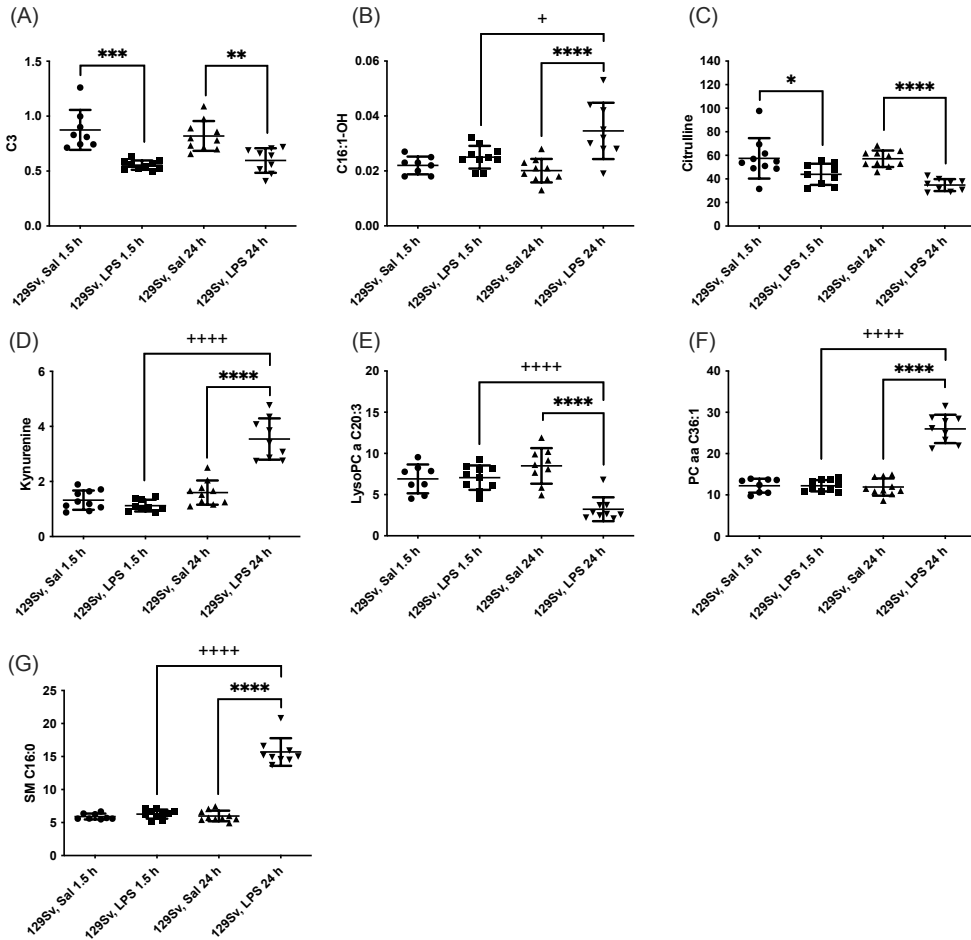 (A)
C3
1.5
1.0
0.5
0.0
***
**
129Sv, Sal 1.5 h
129Sv, LPS 1.5 h
129Sv, Sal 24 h
129Sv, LPS 24 h
(B)
C16:1-OH
0.06
0.04
0.02
0.00
+
****
129Sv, Sal 1.5 h
129Sv, LPS 1.5 h
129Sv, Sal 24 h
129Sv, LPS 24 h
(C)
Citrulline
140
120
100
80
60
40
20
0
*
****
129Sv, Sal 1.5 h
129Sv, LPS 1.5 h
129Sv, Sal 24 h
129Sv, LPS 24 h
(D)
Kynurenine
6
4
2
0
++++
****
129Sv, Sal 1.5 h
129Sv, LPS 1.5 h
129Sv, Sal 24 h
129Sv, LPS 24 h
(E)
LysoPC a C20:3
20
15
10
5
0
++++
****
129Sv, Sal 1.5 h
129Sv, LPS 1.5 h
129Sv, Sal 24 h
129Sv, LPS 24 h
(F)
PC aa C36:1
40
30
20
10
0
++++
****
129Sv, Sal 1.5 h
129Sv, LPS 1.5 h
129Sv, Sal 24 h
129Sv, LPS 24 h
(G)
SM C16:0
25
20
15
10
5
0
++++
****
129Sv, Sal 1.5 h
129Sv, LPS 1.5 h
129Sv, Sal 24 h
129Sv, LPS 24 h